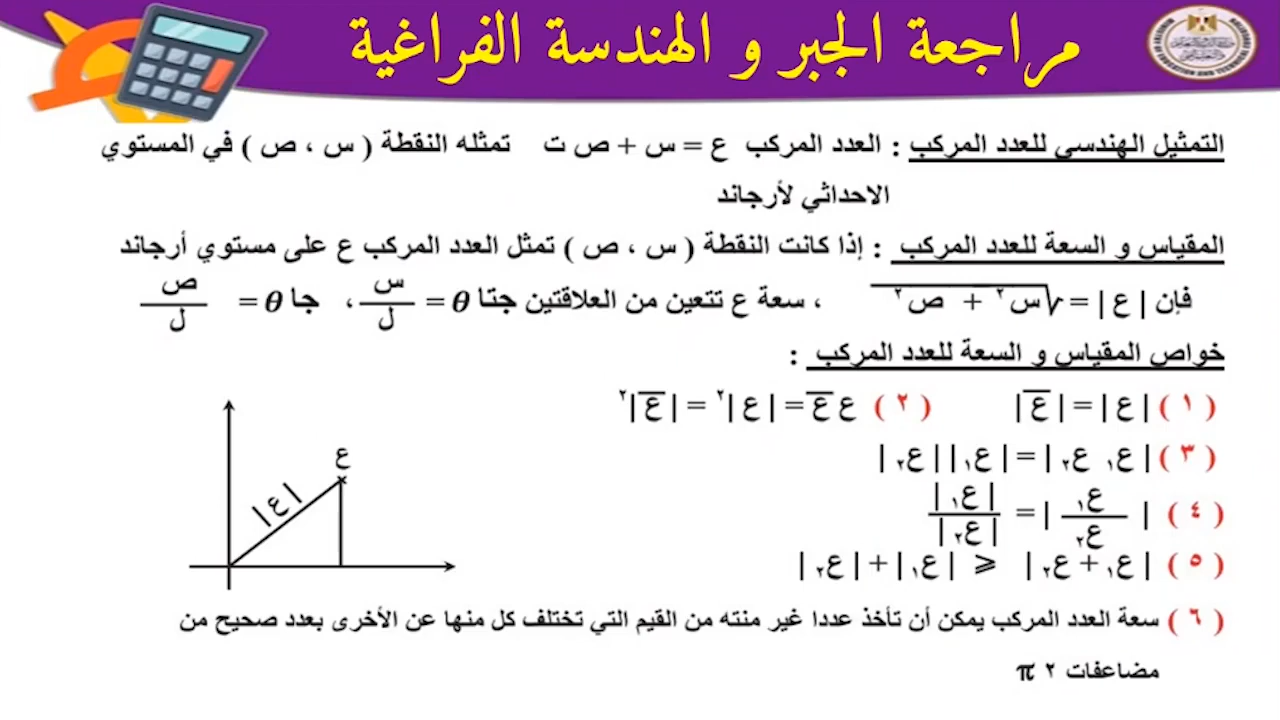 مراجعة الجبر و الهندسة الفراغية
التمثيل الهندسي للعدد المركب : العدد المركب ع = س + ص ت تمثله النقطة ( س ، ص ) في المستوي
الاحداثي لأرجاند
المقياس و السعة للعدد المركب : إذا كانت النقطة ( س ، ص ) تمثل العدد المركب ع على مستوي أرجاند
فإن | ع | = √(س٢ + ص٢) ، سعة ع تتعين من العلاقتين جتا θ = س/ل ، جا θ = ص/ل
خواص المقياس و السعة للعدد المركب :
( ١ ) | ع | = | ع̅ | ( ٢ ) ع ع̅ = | ع |٢ = | ع̅ |٢
( ٣ ) | ع١ ع٢ | = | ع١ | | ع٢ |
( ٤ ) | ع١/ع٢ | = | ع١ |/| ع٢ |
( ٥ ) | ع١ + ع٢ | ⩽ | ع١ | + | ع٢ |
( ٦ ) سعة العدد المركب يمكن أن تأخذ عددا غير منته من القيم التي تختلف كل منها عن الأخرى بعدد صحيح من
مضاعفات ٢ π
ع
| ع |